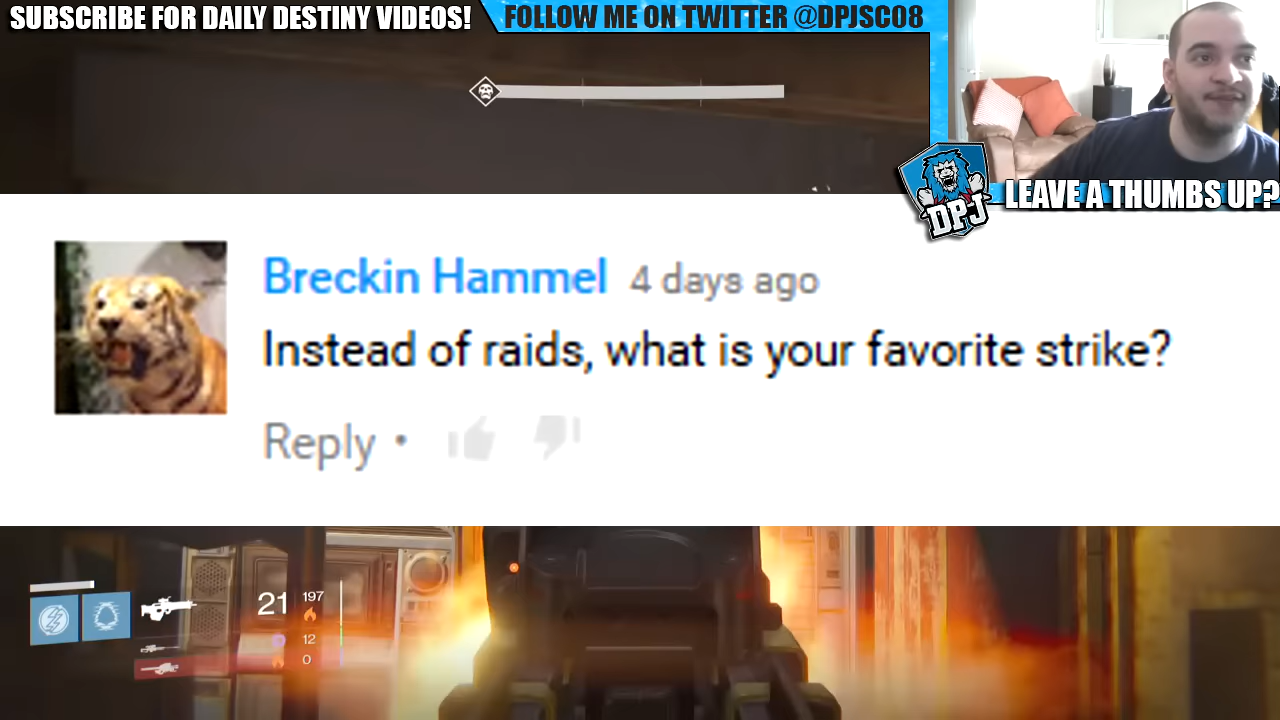 SUBSCRIBE FOR DAILY DESTINY VIDEOS!
FOLLOW ME ON TWITTER @DPJSC08
DPJ
LEAVE A THUMBS UP?
Breckin Hammel 4 days ago
Instead of raids, what is your favorite strike?
Reply •
21 197
12
0